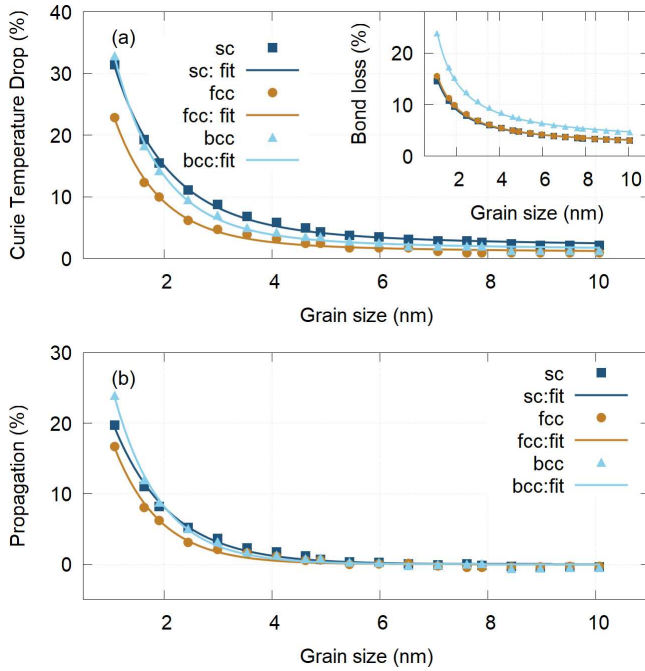 40
30
20
10
0
Curie Temperature Drop (%)
(a)
sc
sc: fit
fcc
fcc: fit
bcc
bcc:fit
20
10
0
Bond loss (%)
2 4 6 8 10
Grain size (nm)
2 4 6 8 10
Grain size (nm)
30
20
10
0
Propagation (%)
(b)
sc
sc:fit
fcc
fcc:fit
bcc
bcc:fit
2 4 6 8 10
Grain size (nm)